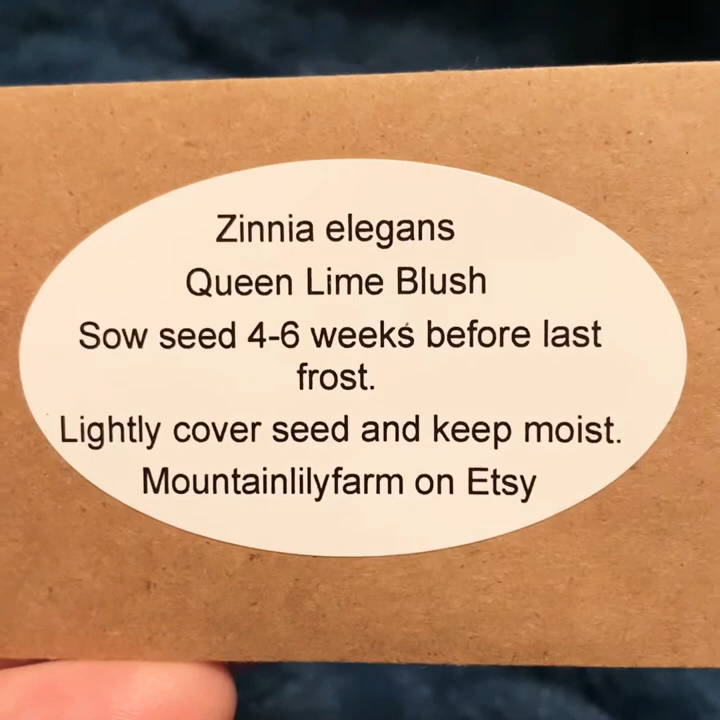 Zinnia elegans
Queen Lime Blush
Sow seed 4-6 weeks before last
frost.
Lightly cover seed and keep moist.
Mountainlilyfarm on Etsy